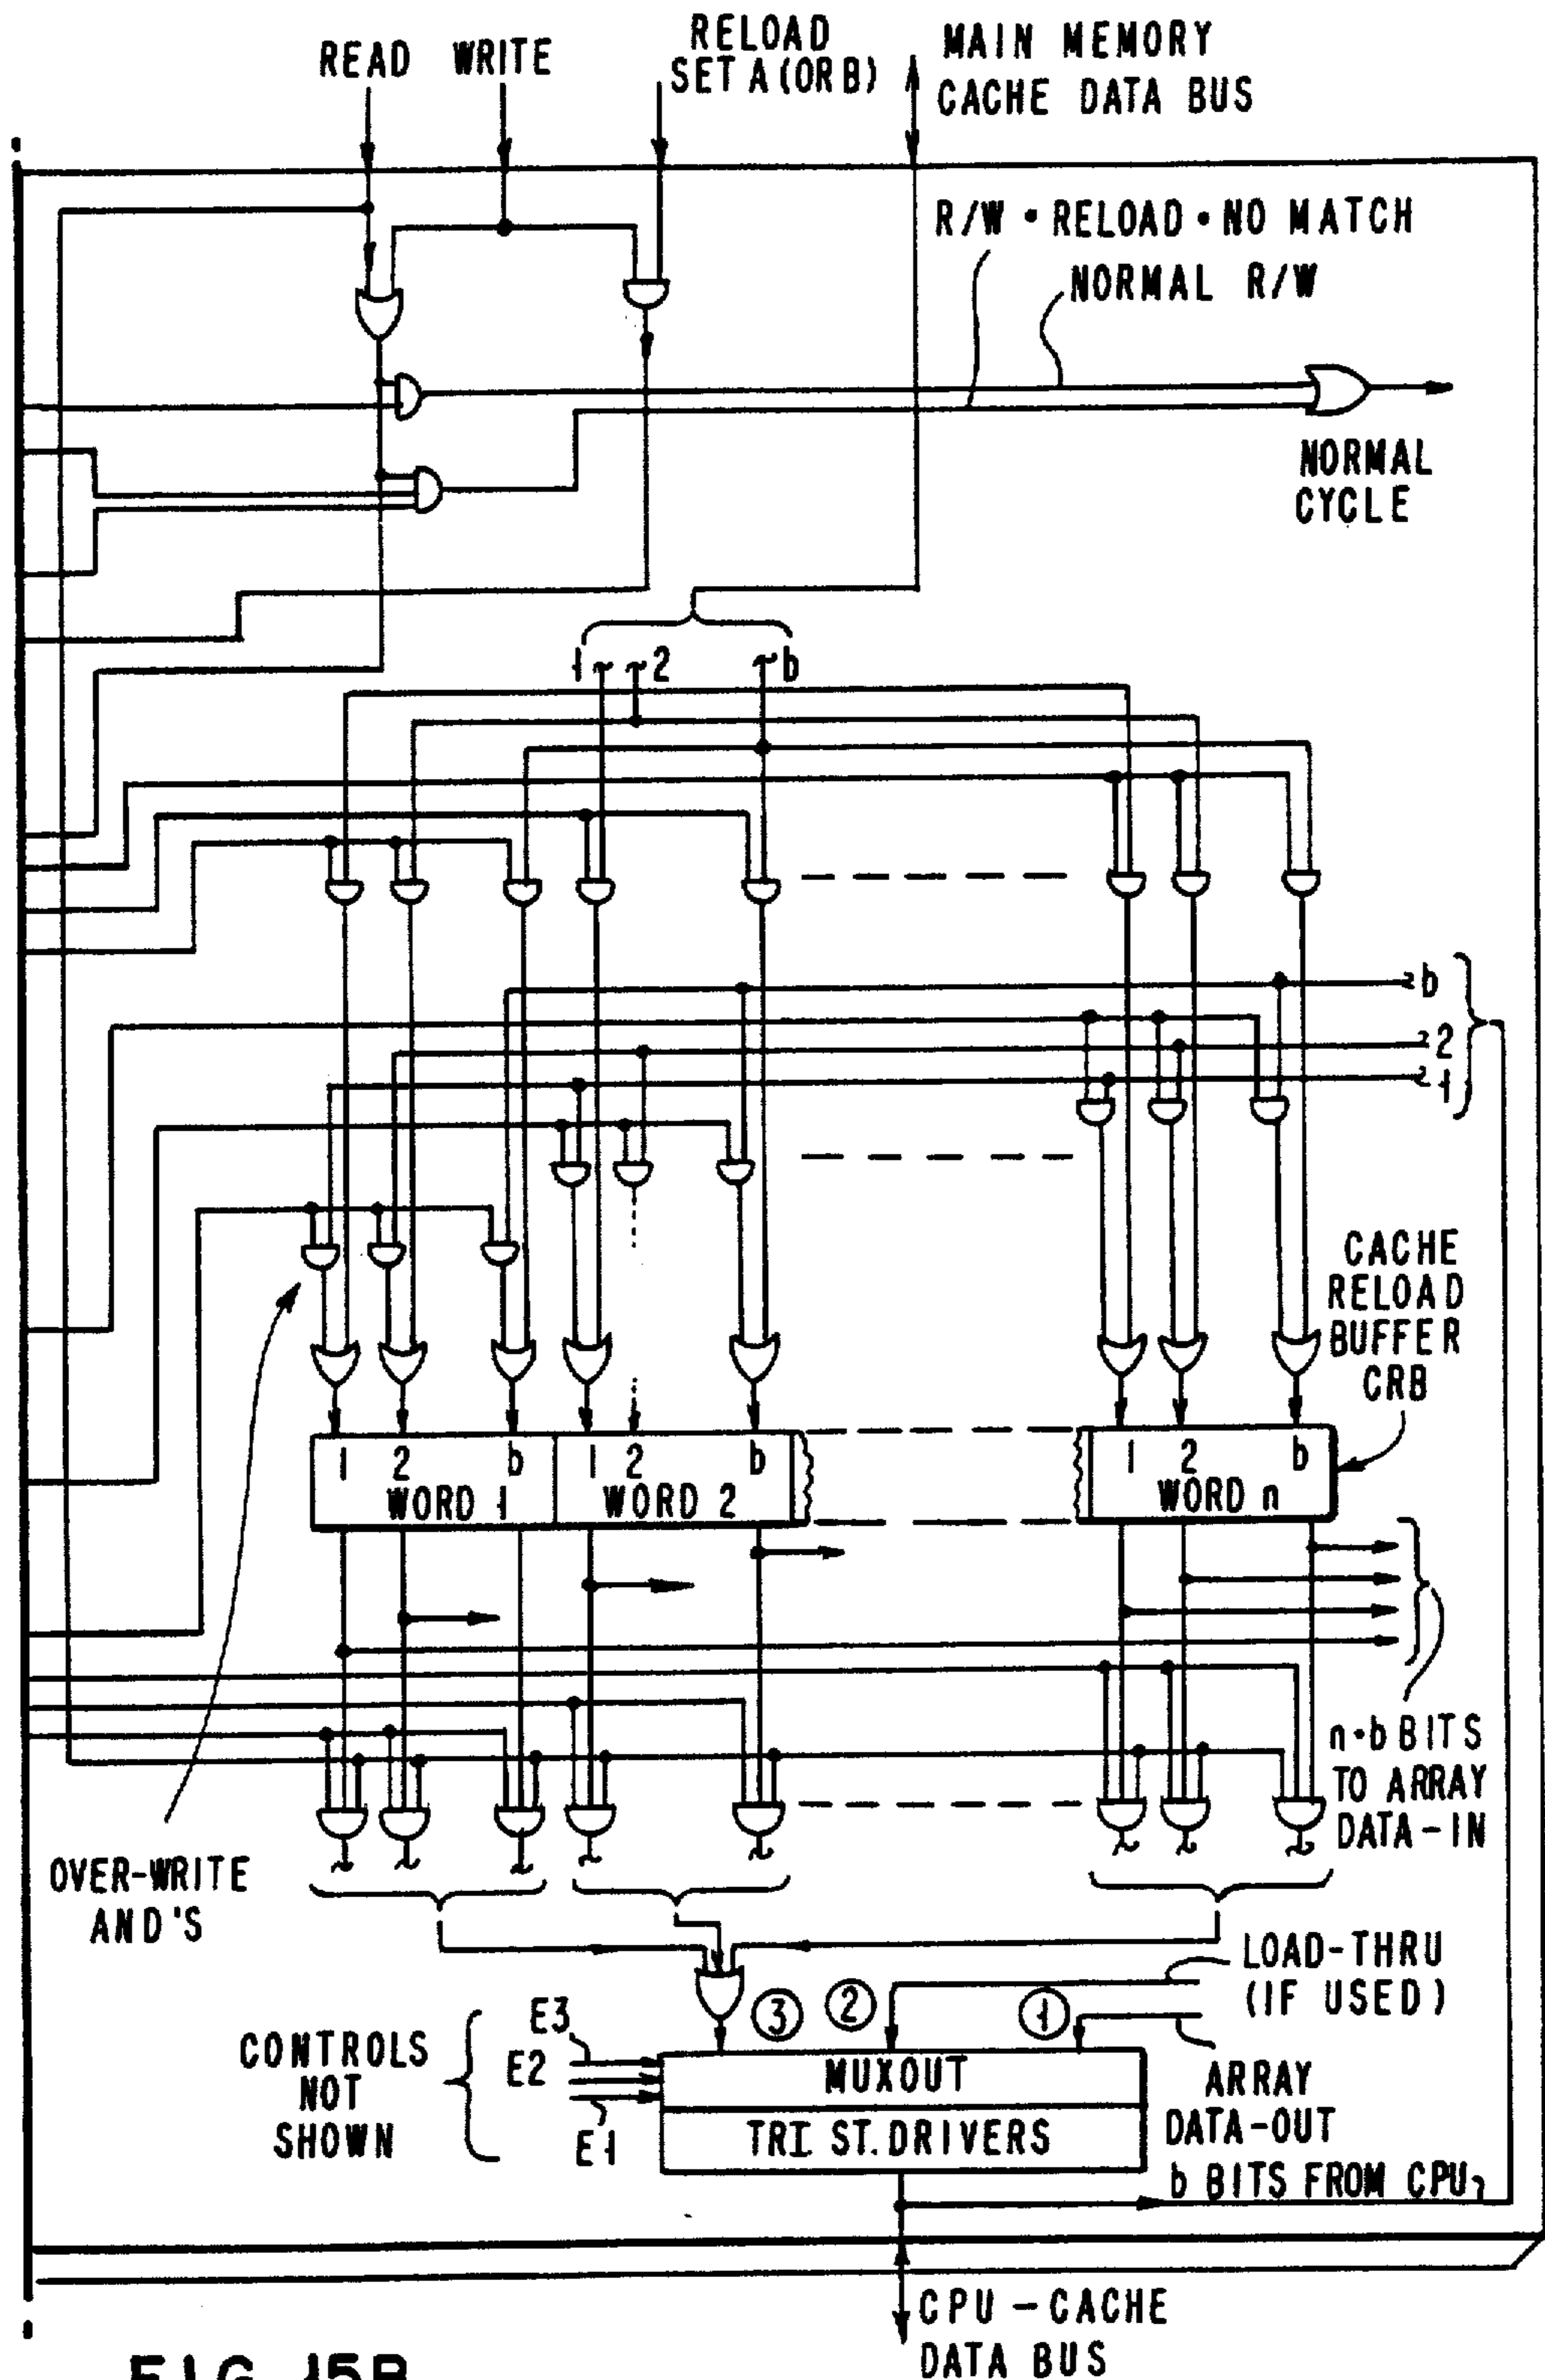 READ WRITE
RELOAD
SET A (OR B)
MAIN MEMORY
CACHE DATA BUS
R/W • RELOAD • NO MATCH
NORMAL R/W
NORMAL
CYCLE
1 2 b
b
2
1
CACHE
RELOAD
BUFFER
CRB
1 2 b 1 2 b 1 2 b
WORD 1 WORD 2 WORD n
n•b BITS
TO ARRAY
DATA-IN
OVER-WRITE
AND'S
LOAD-THRU
(IF USED)
3 2 1
CONTROLS
NOT
SHOWN
E3
E2
E1
MUXOUT
TRI ST. DRIVERS
ARRAY
DATA-OUT
b BITS FROM CPU
CPU - CACHE
DATA BUS
FIG. 15B